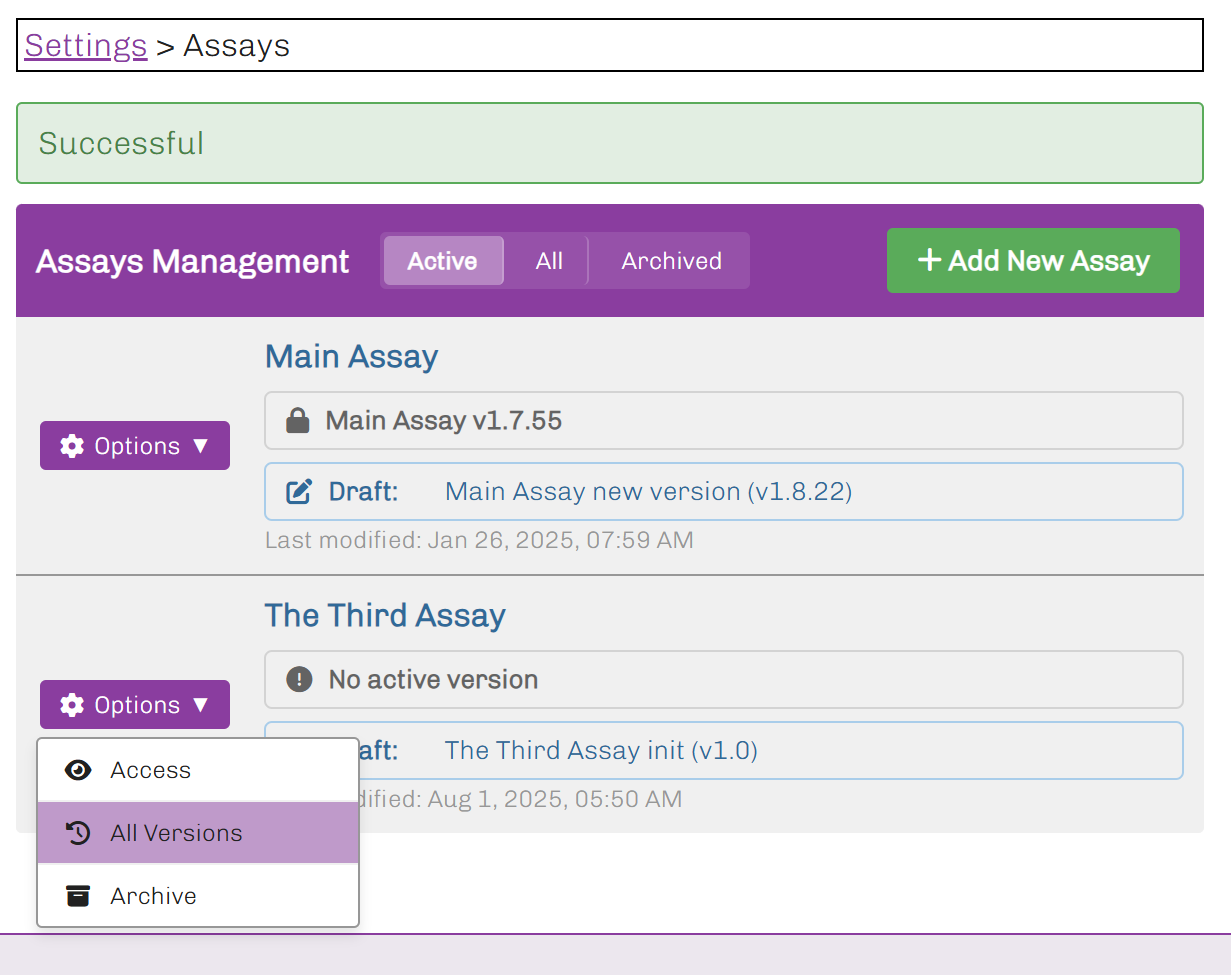 Settings > Assays
Successful
Assays Management
Active
All
Archived
+ Add New Assay
Main Assay
Options ▼
Main Assay v1.7.55
Draft: Main Assay new version (v1.8.22)
Last modified: Jan 26, 2025, 07:59 AM
The Third Assay
Options ▼
No active version
aft: The Third Assay init (v1.0)
dified: Aug 1, 2025, 05:50 AM
Access
All Versions
Archive